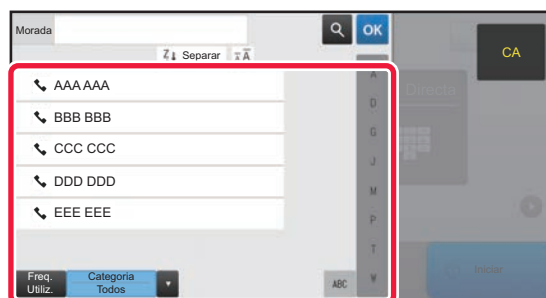 Morada
OK
CA
Separar
AAA AAA
BBB BBB
CCC CCC
DDD DDD
EEE EEE
A
D
G
J
M
P
T
Directa
Freq.
Utiliz.
Categoria
Todos
ABC
Iniciar